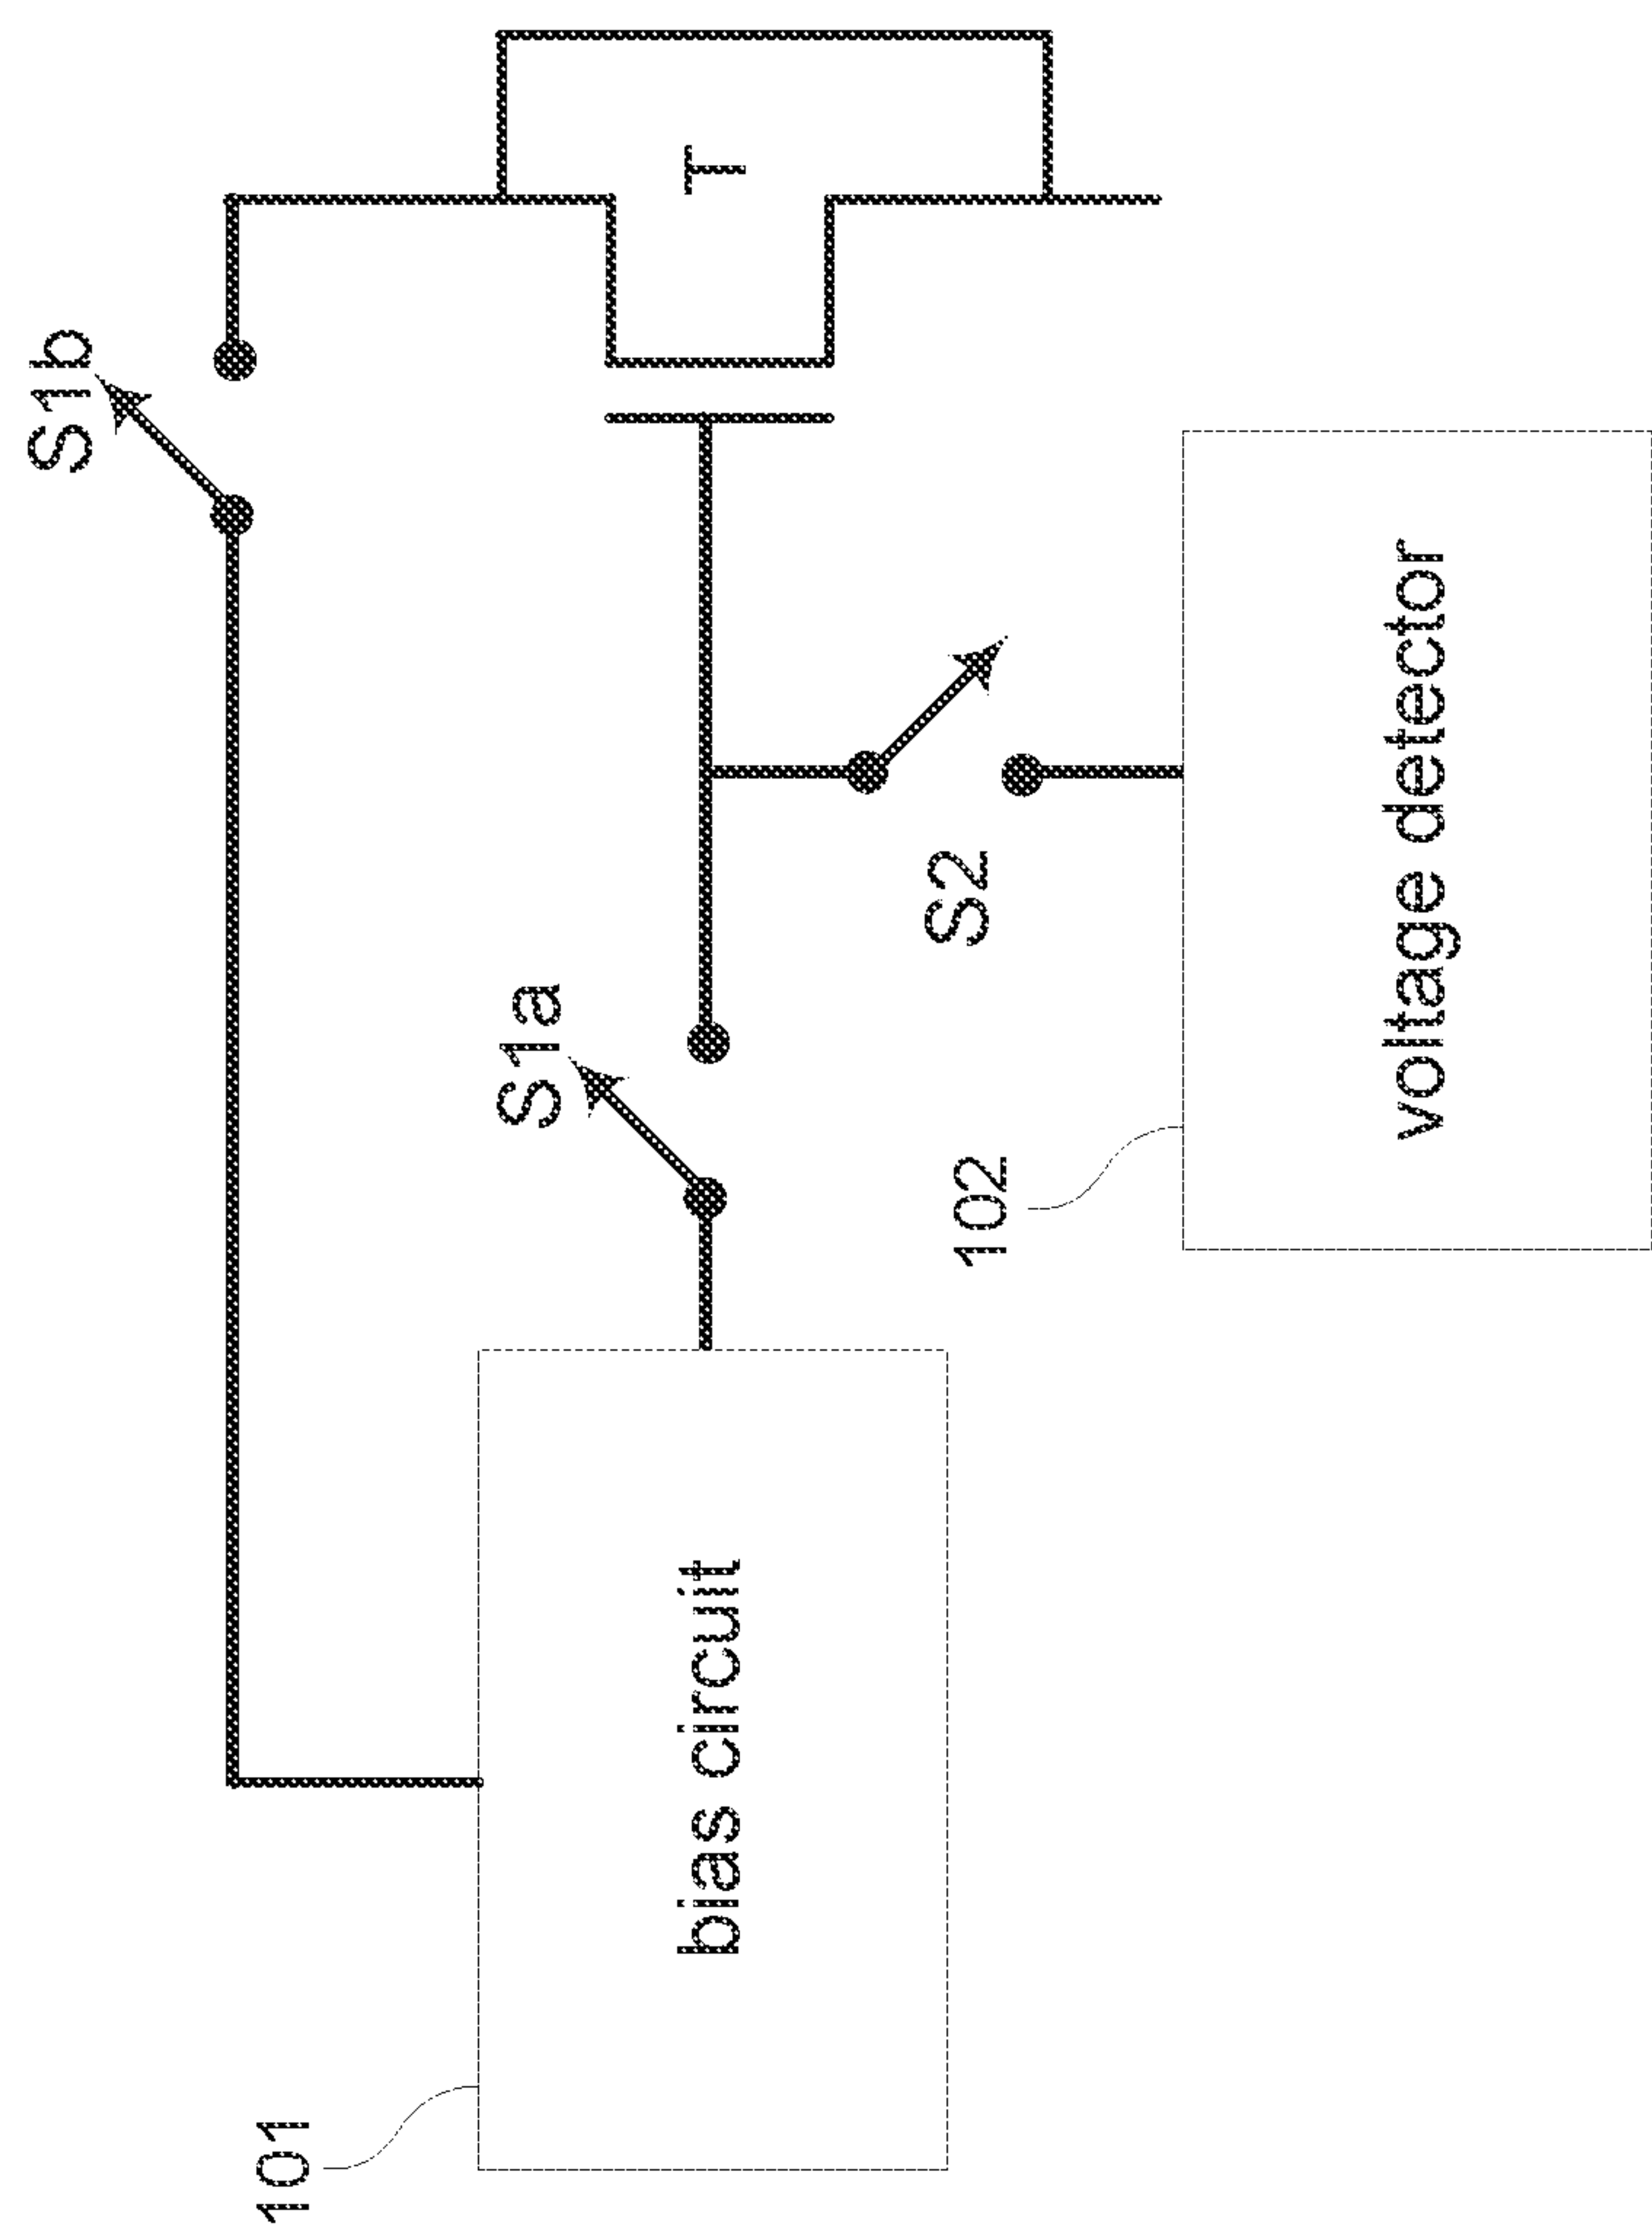 101
bias circuit
S1a
S1b
102
voltage detector
S2
T